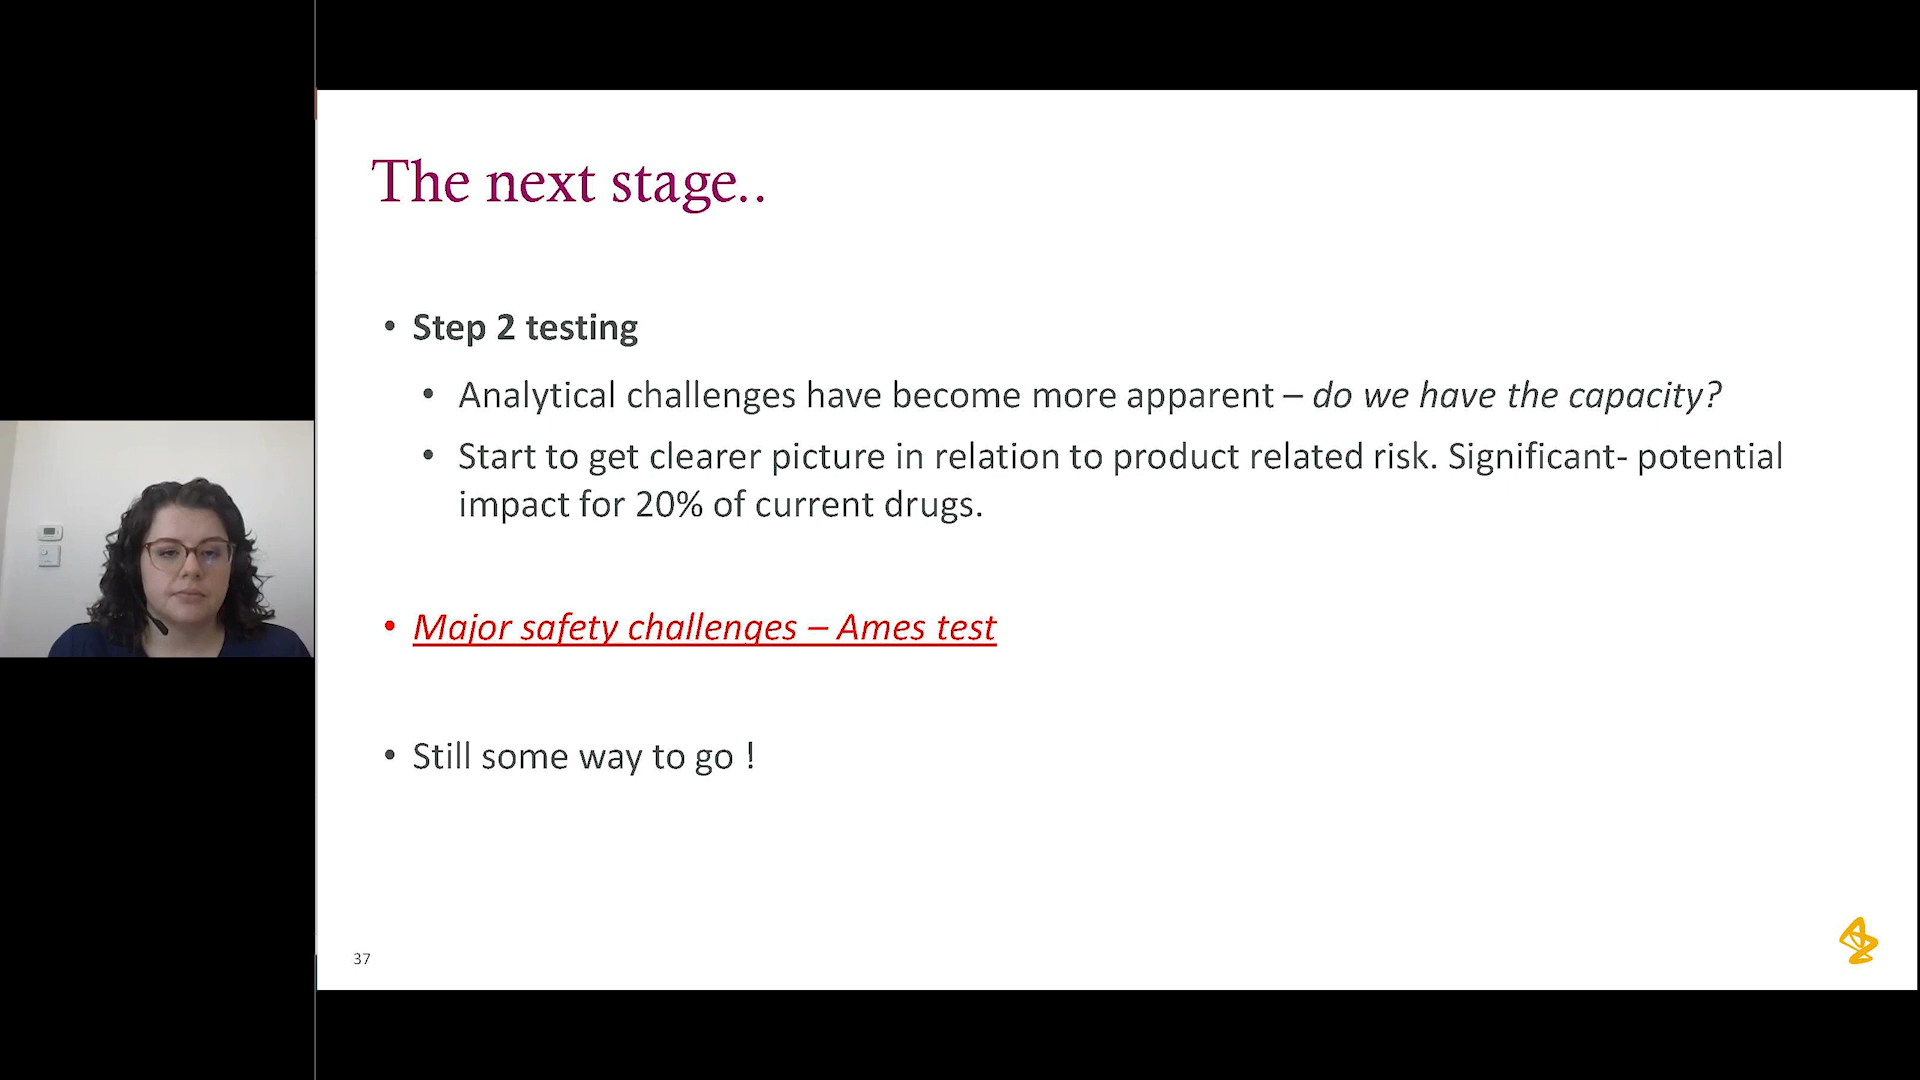 The next stage..
• Step 2 testing
• Analytical challenges have become more apparent – do we have the capacity?
• Start to get clearer picture in relation to product related risk. Significant- potential
impact for 20% of current drugs.
• Major safety challenges – Ames test
• Still some way to go !
37